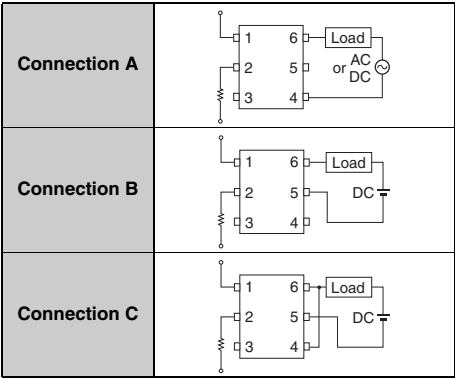 Connection A
1 6 Load
2 5 or AC DC
3 4
Connection B
1 6 Load
2 5 DC
3 4
Connection C
1 6 Load
2 5 DC
3 4